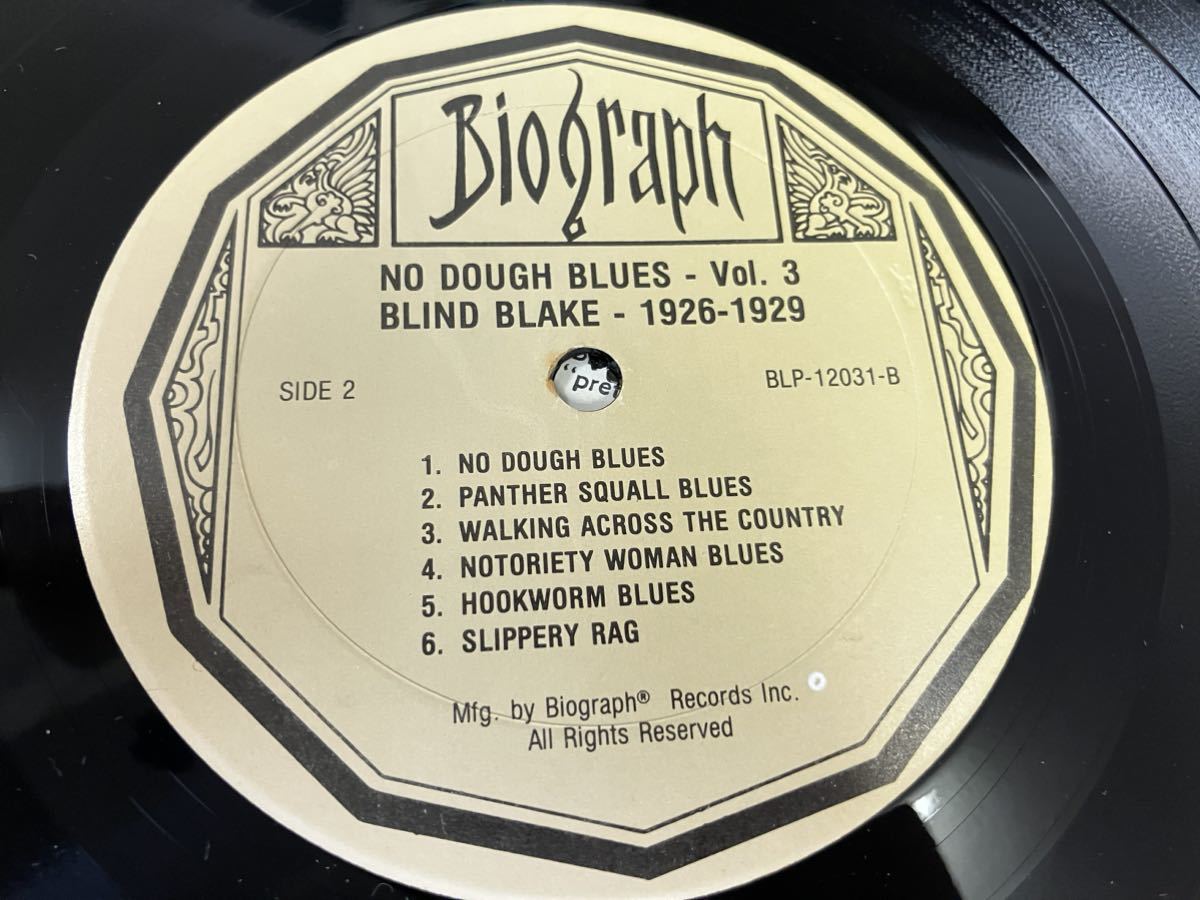 Biograph
NO DOUGH BLUES - Vol. 3
BLIND BLAKE - 1926-1929
"pre
SIDE 2
BLP-12031-B
1. NO DOUGH BLUES
2. PANTHER SQUALL BLUES
3. WALKING ACROSS THE COUNTRY
4. NOTORIETY WOMAN BLUES
5. HOOKWORM BLUES
6. SLIPPERY RAG
Mfg. by Biograph® Records Inc.
All Rights Reserved